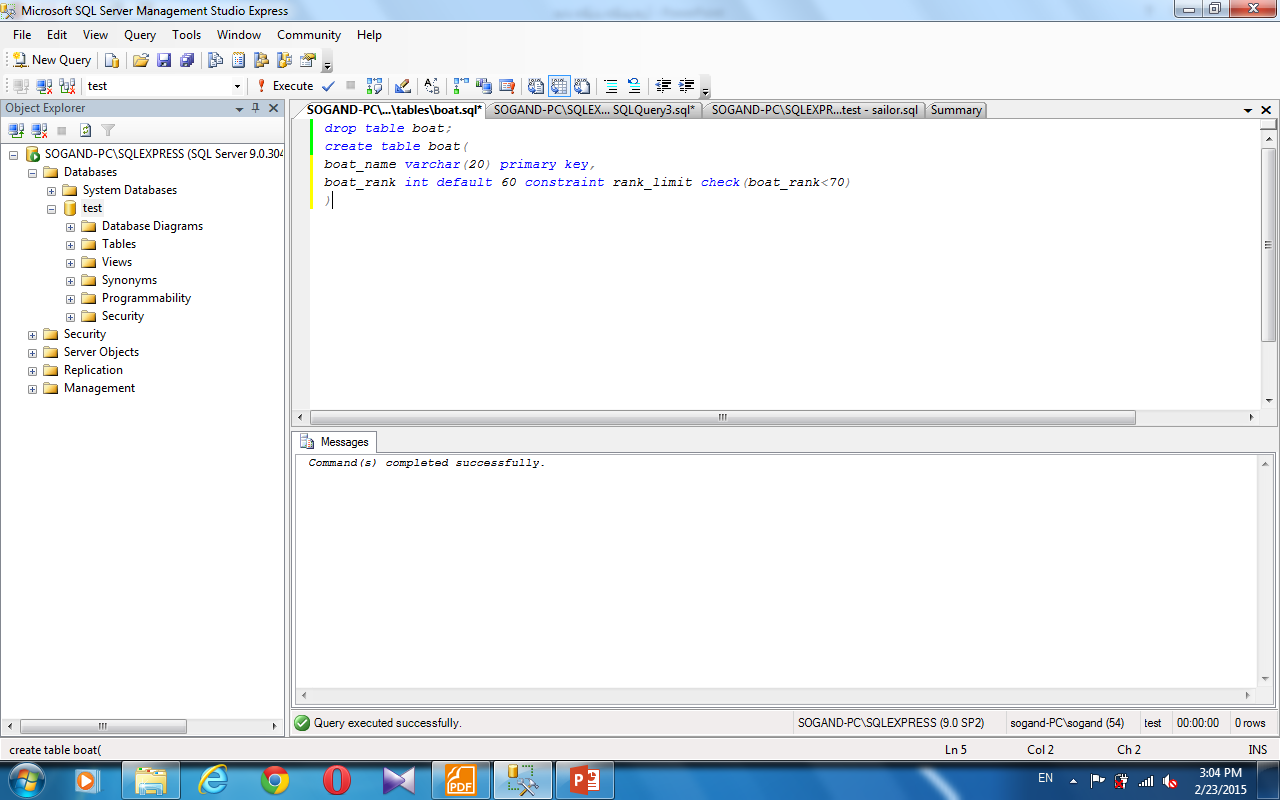 Microsoft SQL Server Management Studio Express
File Edit View Query Tools Window Community Help
New Query
test Execute
Object Explorer
SOGAND-PC\SQLEXPRESS (SQL Server 9.0.304
Databases
System Databases
test
Database Diagrams
Tables
Views
Synonyms
Programmability
Security
Security
Server Objects
Replication
Management
SOGAND-PC\...\tables\boat.sql* SOGAND-PC\SQLEX... SQLQuery3.sql* SOGAND-PC\SQLEXPR...test - sailor.sql Summary
drop table boat;
create table boat(
boat_name varchar(20) primary key,
boat_rank int default 60 constraint rank_limit check(boat_rank<70)
)
Messages
Command(s) completed successfully.
Query executed successfully. SOGAND-PC\SQLEXPRESS (9.0 SP2) sogand-PC\sogand (54) test 00:00:00 0 rows
create table boat( Ln 5 Col 2 Ch 2 INS
PDF
EN
3:04 PM
2/23/2015